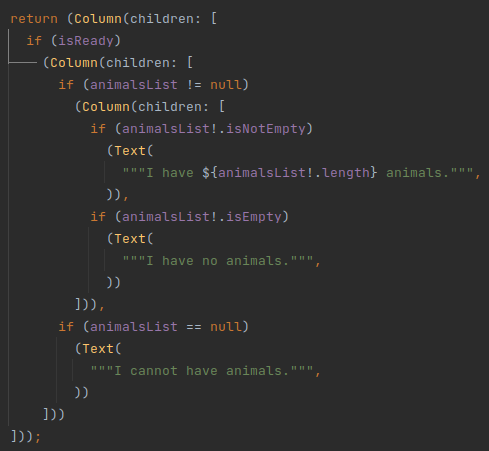 return (Column(children: [
  if (isReady)
    (Column(children: [
      if (animalsList != null)
        (Column(children: [
          if (animalsList!.isNotEmpty)
            (Text(
              """I have ${animalsList!.length} animals.""",
            )),
          if (animalsList!.isEmpty)
            (Text(
              """I have no animals.""",
            ))
        ])),
      if (animalsList == null)
        (Text(
          """I cannot have animals.""",
        ))
    ]))
]));